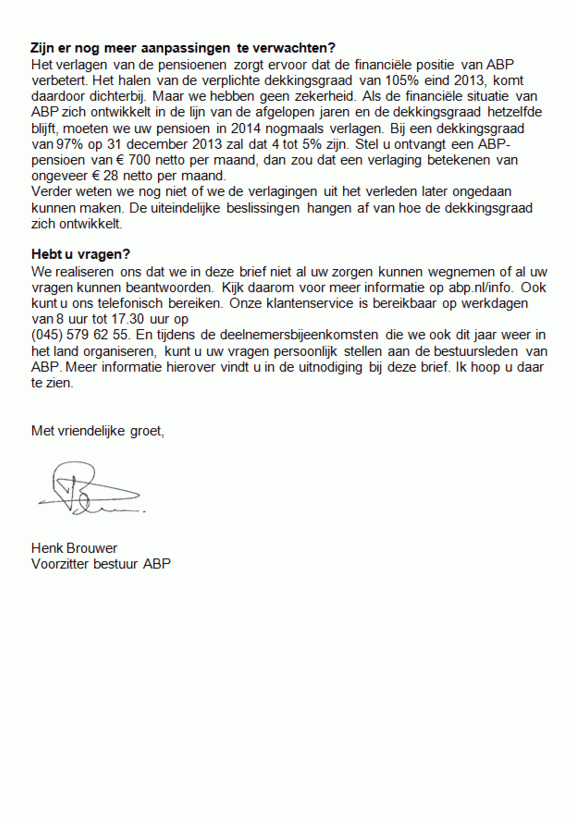 Zijn er nog meer aanpassingen te verwachten?
Het verlagen van de pensioenen zorgt ervoor dat de financiële positie van ABP
verbetert. Het halen van de verplichte dekkingsgraad van 105% eind 2013, komt
daardoor dichterbij. Maar we hebben geen zekerheid. Als de financiële situatie van
ABP zich ontwikkelt in de lijn van de afgelopen jaren en de dekkingsgraad hetzelfde
blijft, moeten we uw pensioen in 2014 nogmaals verlagen. Bij een dekkingsgraad
van 97% op 31 december 2013 zal dat 4 tot 5% zijn. Stel u ontvangt een ABP-
pensioen van € 700 netto per maand, dan zou dat een verlaging betekenen van
ongeveer € 28 netto per maand.
Verder weten we nog niet of we de verlagingen uit het verleden later ongedaan
kunnen maken. De uiteindelijke beslissingen hangen af van hoe de dekkingsgraad
zich ontwikkelt.
Hebt u vragen?
We realiseren ons dat we in deze brief niet al uw zorgen kunnen wegnemen of al uw
vragen kunnen beantwoorden. Kijk daarom voor meer informatie op abp.nl/info. Ook
kunt u ons telefonisch bereiken. Onze klantenservice is bereikbaar op werkdagen
van 8 uur tot 17.30 uur op
(045) 579 62 55. En tijdens de deelnemersbijeenkomsten die we ook dit jaar weer in
het land organiseren, kunt u uw vragen persoonlijk stellen aan de bestuursleden van
ABP. Meer informatie hierover vindt u in de uitnodiging bij deze brief. Ik hoop u daar
te zien.
Met vriendelijke groet,
Henk Brouwer
Voorzitter bestuur ABP